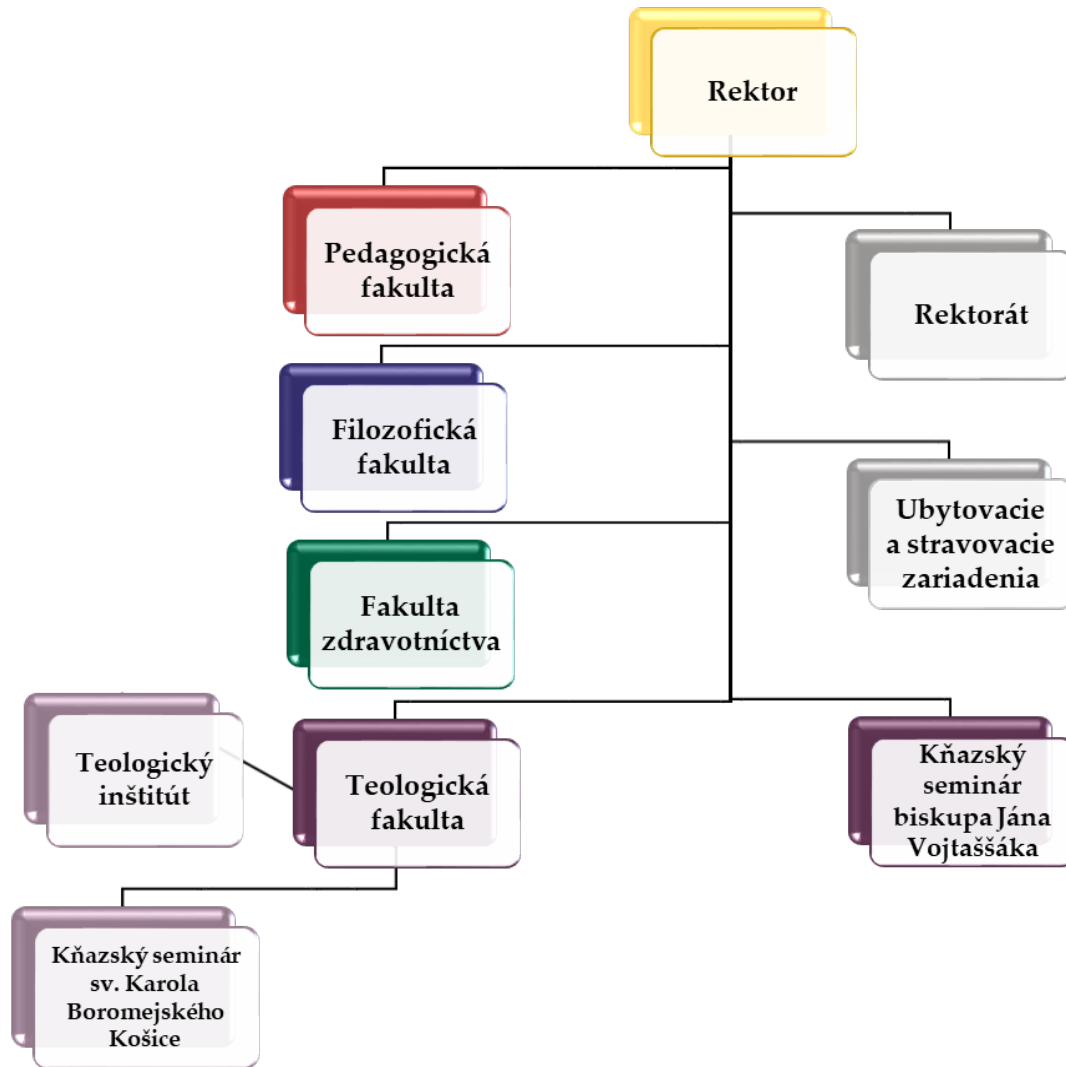 Rektor
Pedagogická
fakulta
Rektorát
Filozofická
fakulta
Ubytovacie
a stravovacie
zariadenia
Fakulta
zdravotníctva
Teologický
inštitút
Teologická
fakulta
Kňazský
seminár
biskupa Jána
Vojtaššáka
Kňazský seminár
sv. Karola
Boromejského
Košice